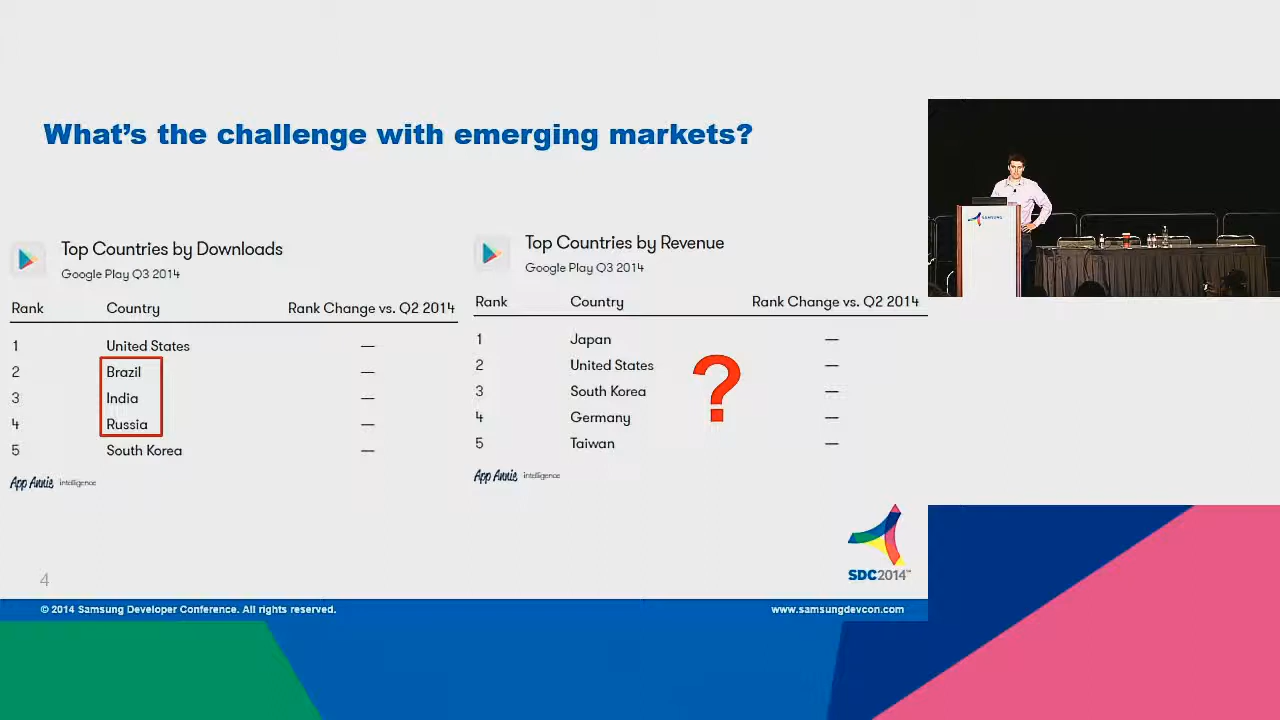 What's the challenge with emerging markets?
Top Countries by Downloads
Google Play Q3 2014
Rank Country Rank Change vs. Q2 2014
1 United States —
2 Brazil —
3 India —
4 Russia —
5 South Korea —
App Annie intelligence
Top Countries by Revenue
Google Play Q3 2014
Rank Country Rank Change vs. Q2 2014
1 Japan —
2 United States —
3 South Korea —
4 Germany —
5 Taiwan —
?
App Annie intelligence
SAMSUNG
4
SDC2014™
© 2014 Samsung Developer Conference. All rights reserved.
www.samsungdevcon.com